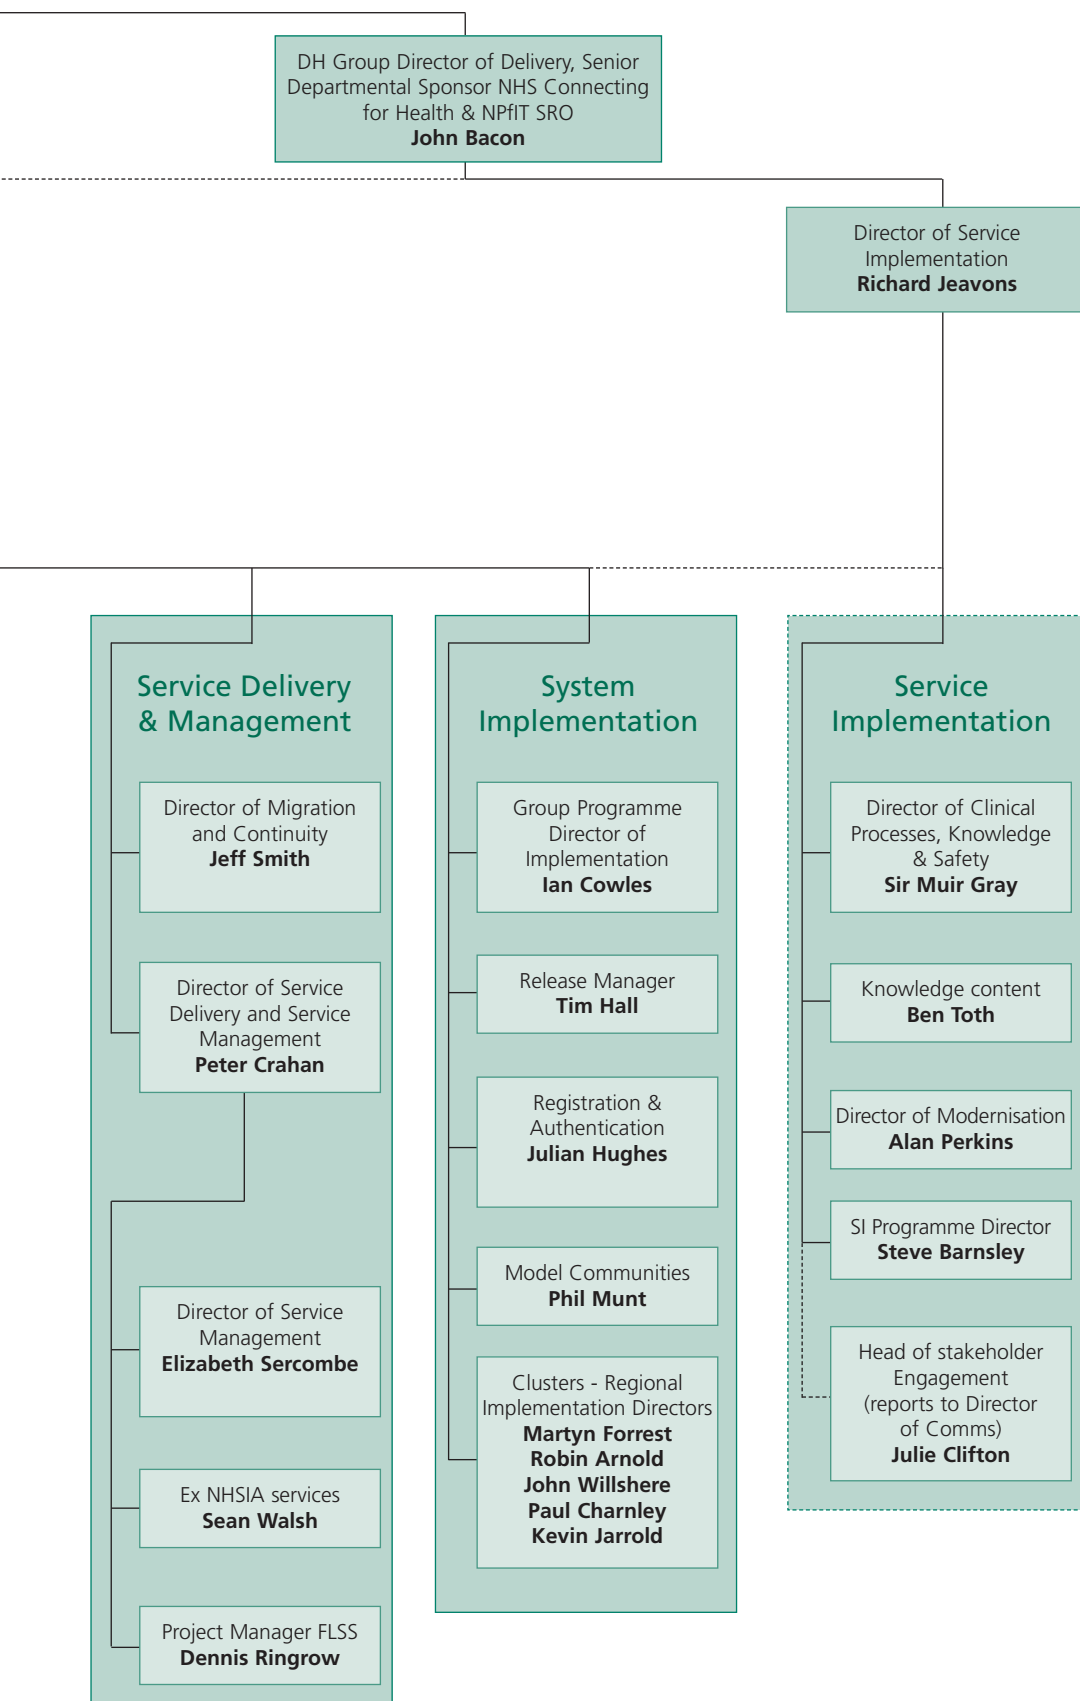 DH Group Director of Delivery, Senior
Departmental Sponsor NHS Connecting
for Health & NPfIT SRO
John Bacon
Director of Service
Implementation
Richard Jeavons
Service Delivery
& Management
Director of Migration
and Continuity
Jeff Smith
Director of Service
Delivery and Service
Management
Peter Crahan
Director of Service
Management
Elizabeth Sercombe
Ex NHSIA services
Sean Walsh
Project Manager FLSS
Dennis Ringrow
System
Implementation
Group Programme
Director of
Implementation
Ian Cowles
Release Manager
Tim Hall
Registration &
Authentication
Julian Hughes
Model Communities
Phil Munt
Clusters - Regional
Implementation Directors
Martyn Forrest
Robin Arnold
John Willshere
Paul Charnley
Kevin Jarrold
Service
Implementation
Director of Clinical
Processes, Knowledge
& Safety
Sir Muir Gray
Knowledge content
Ben Toth
Director of Modernisation
Alan Perkins
SI Programme Director
Steve Barnsley
Head of stakeholder
Engagement
(reports to Director
of Comms)
Julie Clifton